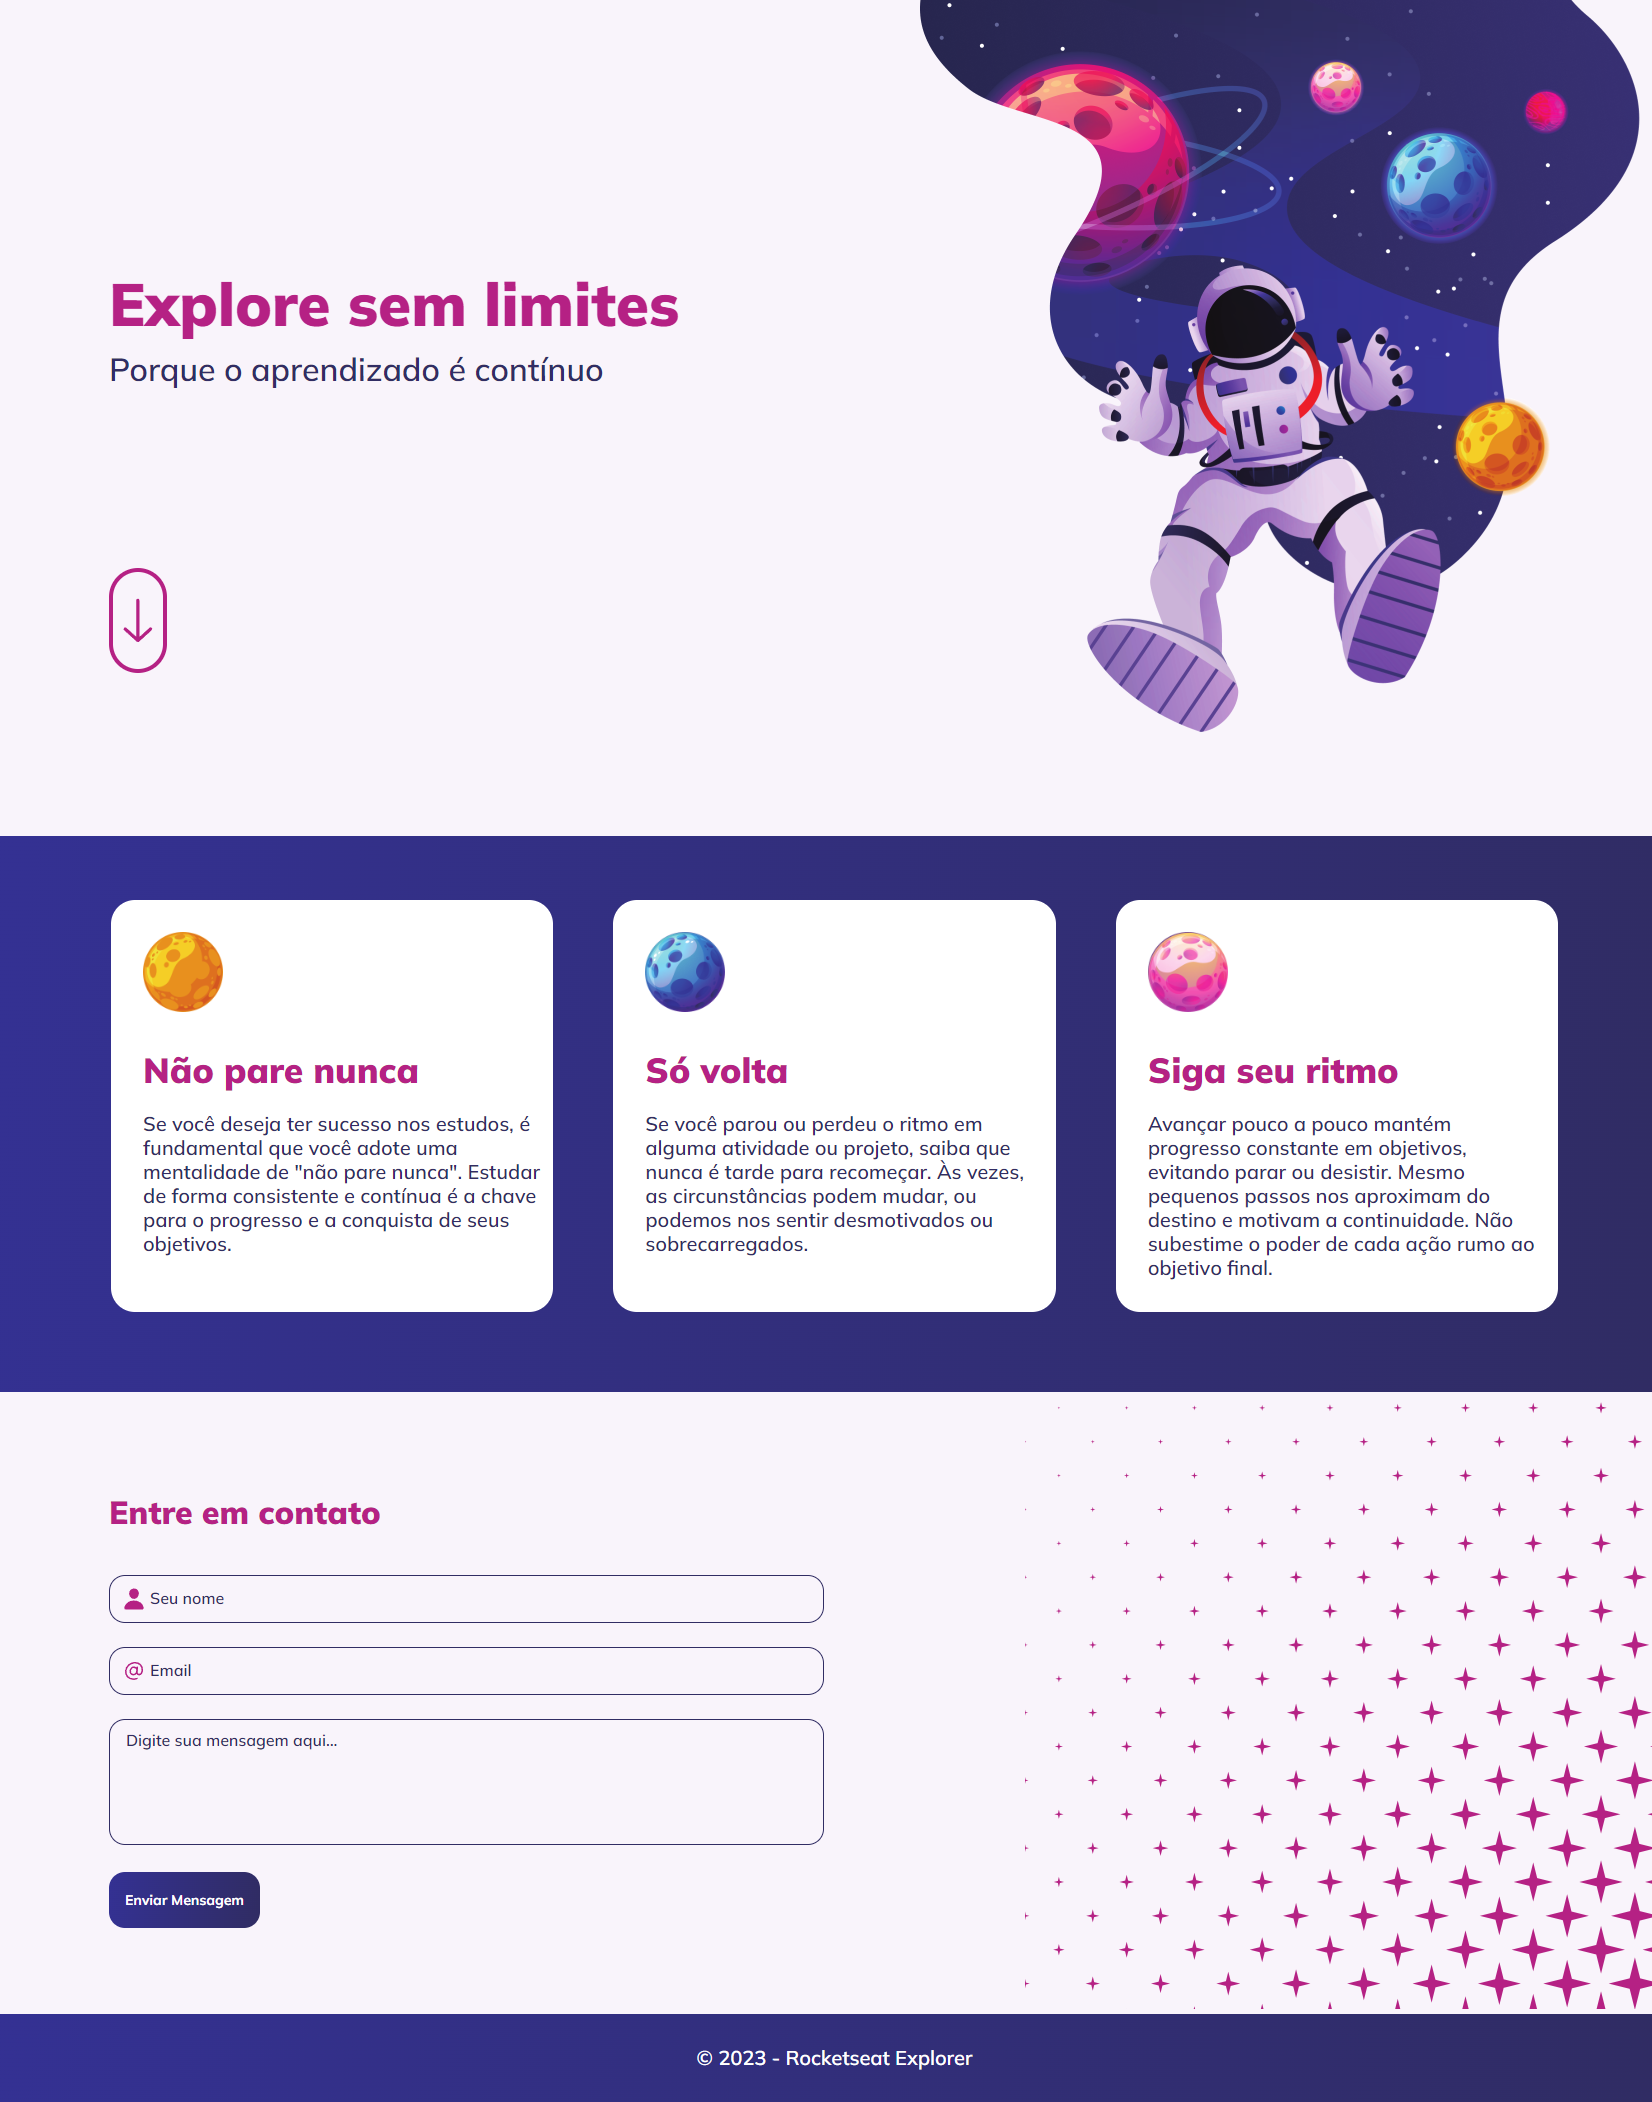 Explore sem limites
Porque o aprendizado é contínuo
Não pare nunca
Se você deseja ter sucesso nos estudos, é
fundamental que você adote uma
mentalidade de "não pare nunca". Estudar
de forma consistente e contínua é a chave
para o progresso e a conquista de seus
objetivos.
Só volta
Se você parou ou perdeu o ritmo em
alguma atividade ou projeto, saiba que
nunca é tarde para recomeçar. Às vezes,
as circunstâncias podem mudar, ou
podemos nos sentir desmotivados ou
sobrecarregados.
Siga seu ritmo
Avançar pouco a pouco mantém
progresso constante em objetivos,
evitando parar ou desistir. Mesmo
pequenos passos nos aproximam do
destino e motivam a continuidade. Não
subestime o poder de cada ação rumo ao
objetivo final.
Entre em contato
Seu nome
@ Email
Digite sua mensagem aqui...
Enviar Mensagem
© 2023 - Rocketseat Explorer